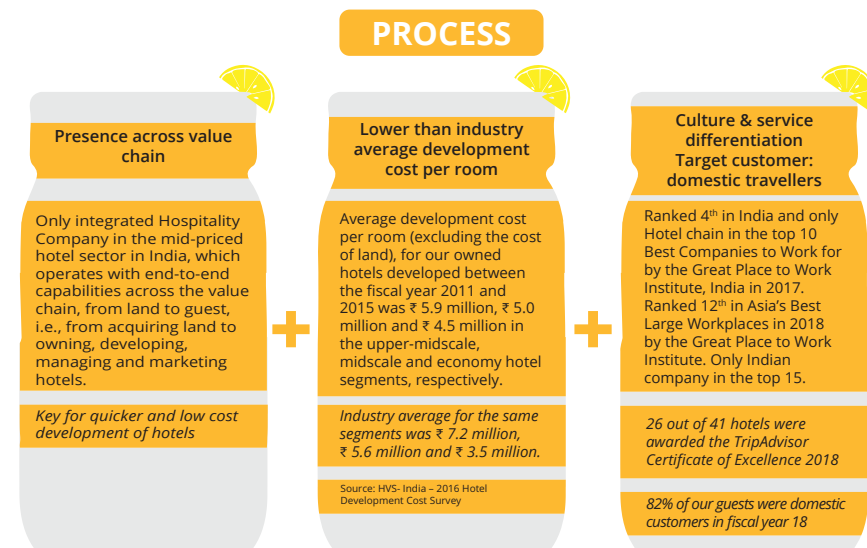 PROCESS
Presence across value
chain
Only integrated Hospitality
Company in the mid-priced
hotel sector in India, which
operates with end-to-end
capabilities across the value
chain, from land to guest,
i.e., from acquiring land to
owning, developing,
managing and marketing
hotels.
Key for quicker and low cost
development of hotels
+
Lower than industry
average development
cost per room
Average development cost
per room (excluding the cost
of land), for our owned
hotels developed between
the fiscal year 2011 and
2015 was ₹ 5.9 million, ₹ 5.0
million and ₹ 4.5 million in
the upper-midscale,
midscale and economy hotel
segments, respectively.
Industry average for the same
segments was ₹ 7.2 million,
₹ 5.6 million and ₹ 3.5 million.
Source: HVS- India – 2016 Hotel
Development Cost Survey
+
Culture & service
differentiation
Target customer:
domestic travellers
Ranked 4th in India and only
Hotel chain in the top 10
Best Companies to Work for
by the Great Place to Work
Institute, India in 2017.
Ranked 12th in Asia's Best
Large Workplaces in 2018
by the Great Place to Work
Institute. Only Indian
company in the top 15.
26 out of 41 hotels were
awarded the TripAdvisor
Certificate of Excellence 2018
82% of our guests were domestic
customers in fiscal year 18